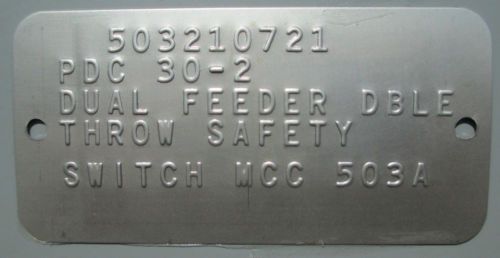 503210721
PDC 30-2
DUAL FEEDER DBLE
THROW SAFETY
SWITCH MCC 503A